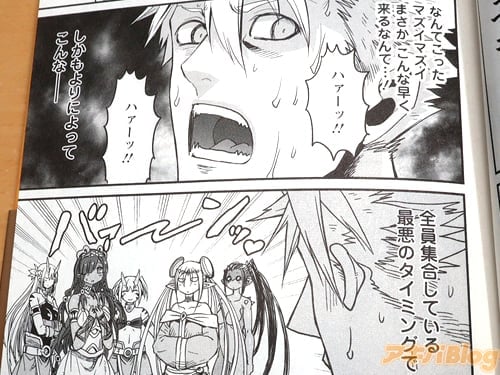 なんてこった
マズイマズイ
まさかこんな早く
来るなんて…!!
ハァーッ!!
ハァーッ!!
しかもよりによって
こんな──
全員集合している
最悪のタイミングで
バァーン♡
アキバBlog